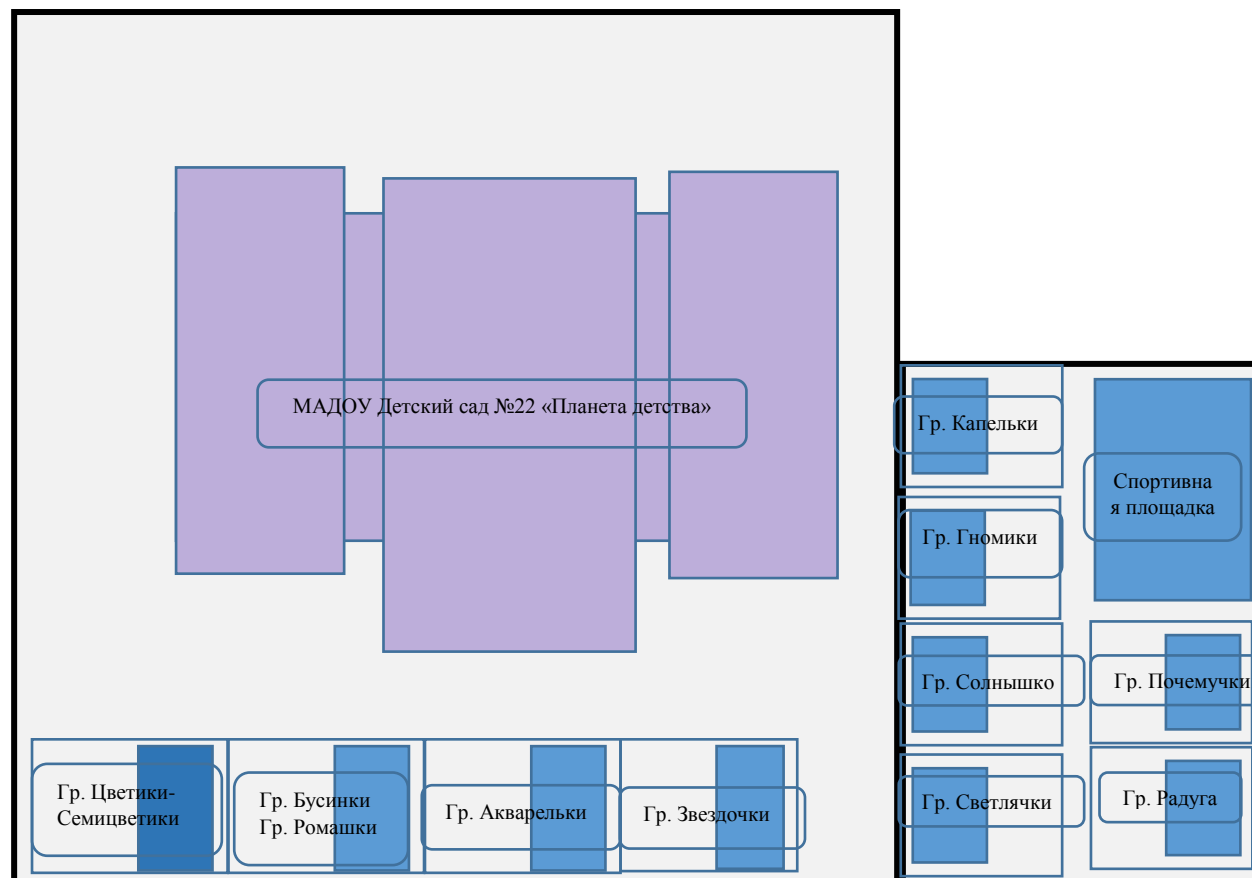 МАДОУ Детский сад №22 «Планета детства»
Гр. Капельки
Спортивна
я площадка
Гр. Гномики
Гр. Солнышко
Гр. Почемучки
Гр. Цветики-
Семицветики
Гр. Бусинки
Гр. Ромашки
Гр. Акварельки
Гр. Звездочки
Гр. Светлячки
Гр. Радуга